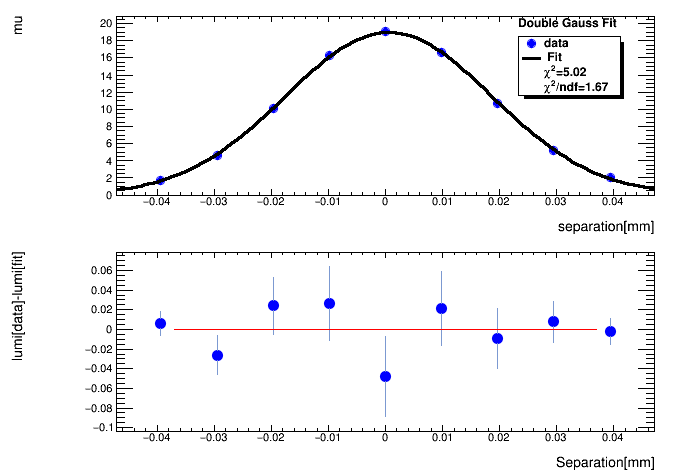 mu
Double Gauss Fit
data
Fit
χ²=5.02
χ²/ndf=1.67
20
18
16
14
12
10
8
6
4
2
0
−0.04 −0.03 −0.02 −0.01 0 0.01 0.02 0.03 0.04
separation[mm]
lumi[data]-lumi[fit]
0.06
0.04
0.02
0
−0.02
−0.04
−0.06
−0.08
−0.1
−0.04 −0.03 −0.02 −0.01 0 0.01 0.02 0.03 0.04
Separation[mm]